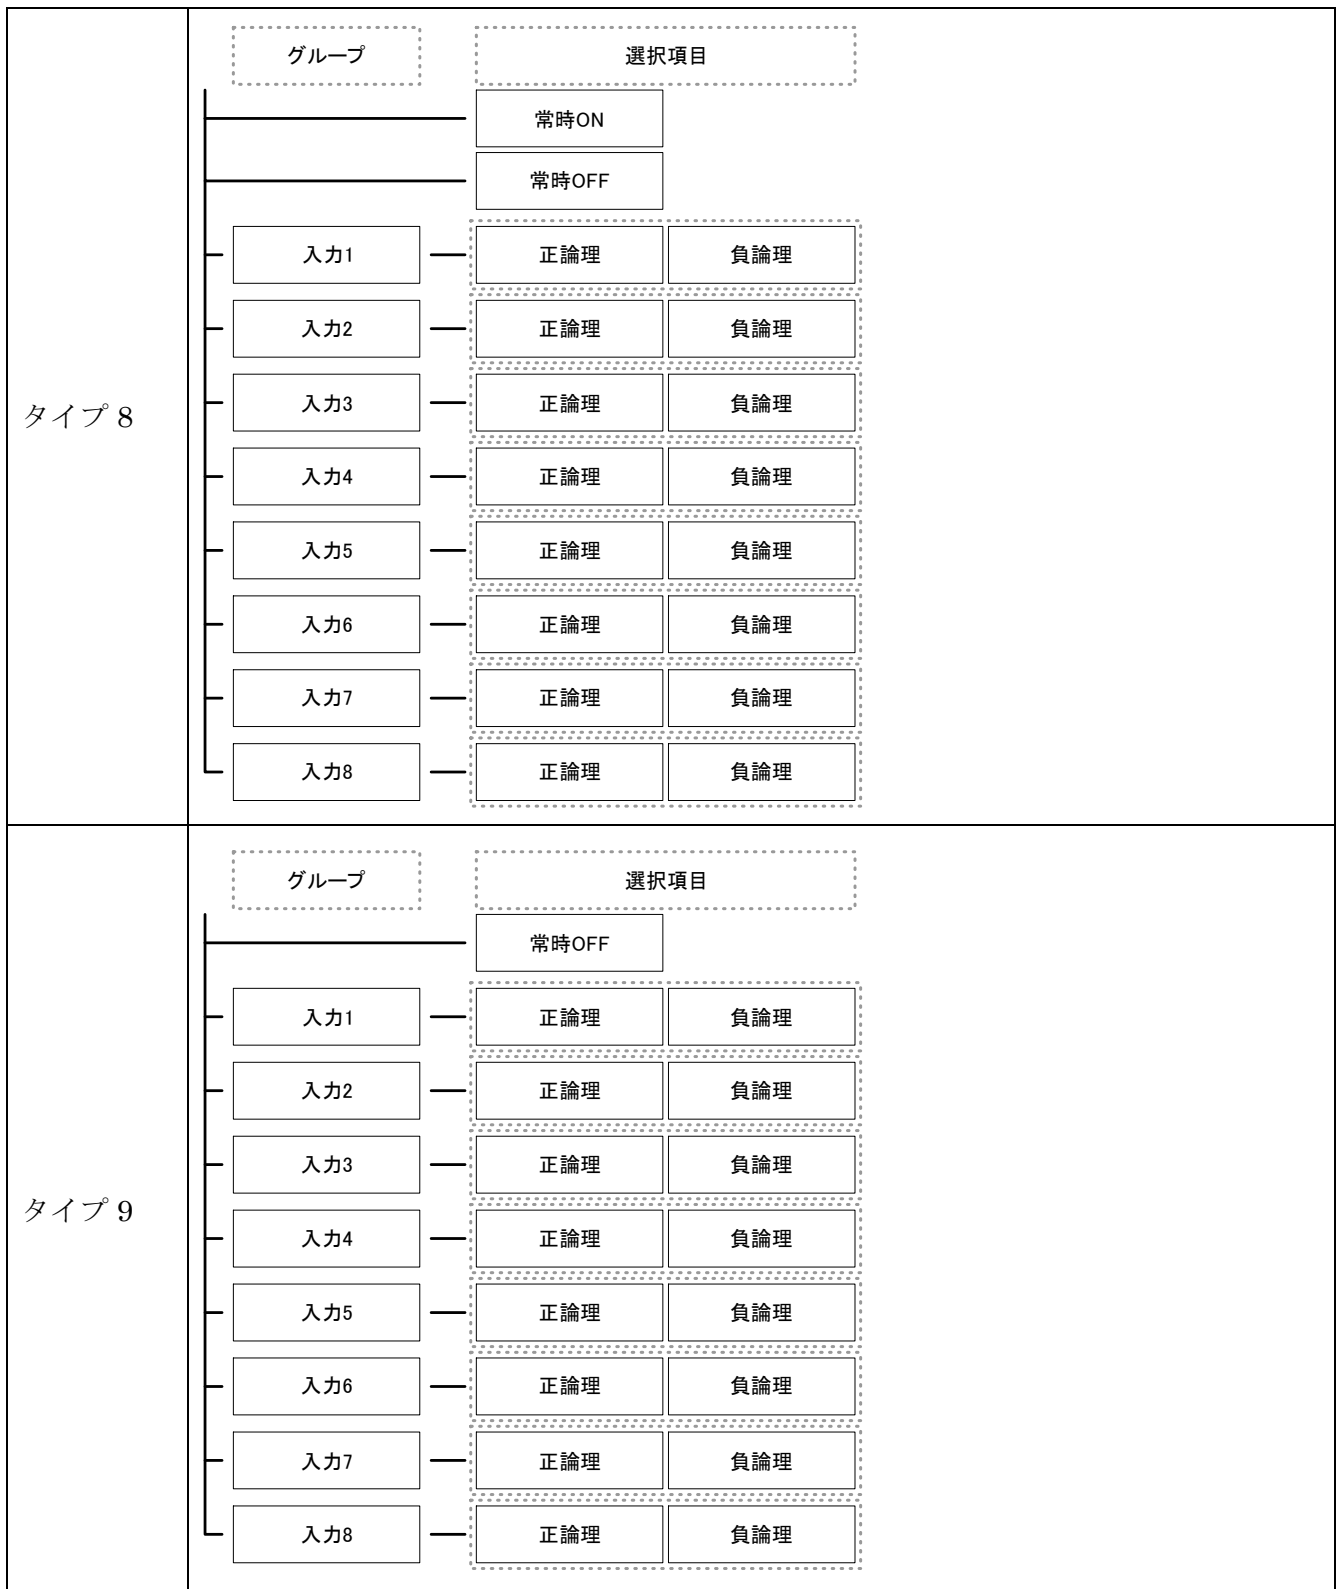 グループ 選択項目
常時ON
常時OFF
入力1 正論理 負論理
入力2 正論理 負論理
入力3 正論理 負論理
タイプ 8
入力4 正論理 負論理
入力5 正論理 負論理
入力6 正論理 負論理
入力7 正論理 負論理
入力8 正論理 負論理
グループ 選択項目
常時OFF
入力1 正論理 負論理
入力2 正論理 負論理
入力3 正論理 負論理
タイプ 9
入力4 正論理 負論理
入力5 正論理 負論理
入力6 正論理 負論理
入力7 正論理 負論理
入力8 正論理 負論理